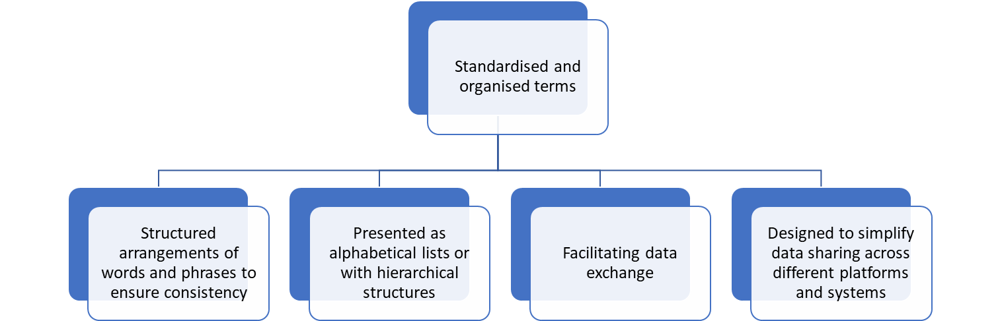 Standardised and
organised terms
Structured
arrangements of
words and phrases to
ensure consistency
Presented as
alphabetical lists or
with hierarchical
structures
Facilitating data
exchange
Designed to simplify
data sharing across
different platforms
and systems